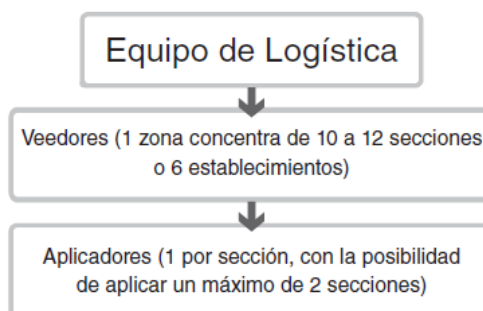 Equipo de Logística
Veedores (1 zona concentra de 10 a 12 secciones
o 6 establecimientos)
Aplicadores (1 por sección, con la posibilidad
de aplicar un máximo de 2 secciones)